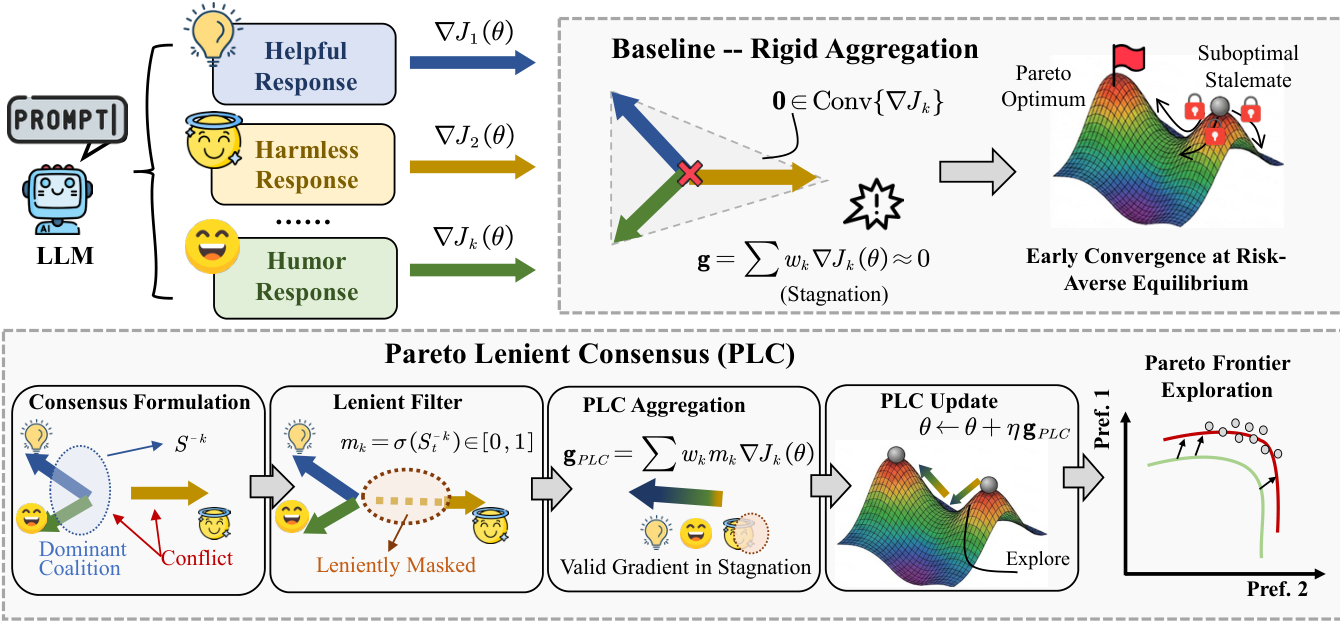 PROMPT
AI
LLM
Helpful
Response
Harmless
Response
......
Humor
Response
∇J₁(θ)
∇J₂(θ)
∇Jₖ(θ)
Baseline -- Rigid Aggregation
𝟎 ∈ Conv{∇Jₖ}
!
𝐠 = ∑ wₖ∇Jₖ(θ) ≈ 0
(Stagnation)
Pareto
Optimum
Suboptimal
Stalemate
Early Convergence at Risk-
Averse Equilibrium
Pareto Lenient Consensus (PLC)
Consensus Formulation
S⁻ᵏ
Dominant
Coalition
Conflict
Lenient Filter
mₖ = σ(Sₜ⁻ᵏ) ∈ [0, 1]
Leniently Masked
PLC Aggregation
𝐠_PLC = ∑ wₖmₖ∇Jₖ(θ)
Valid Gradient in Stagnation
PLC Update
θ ← θ + η𝐠_PLC
Explore
Pareto Frontier
Exploration
Pref. 1
Pref. 2